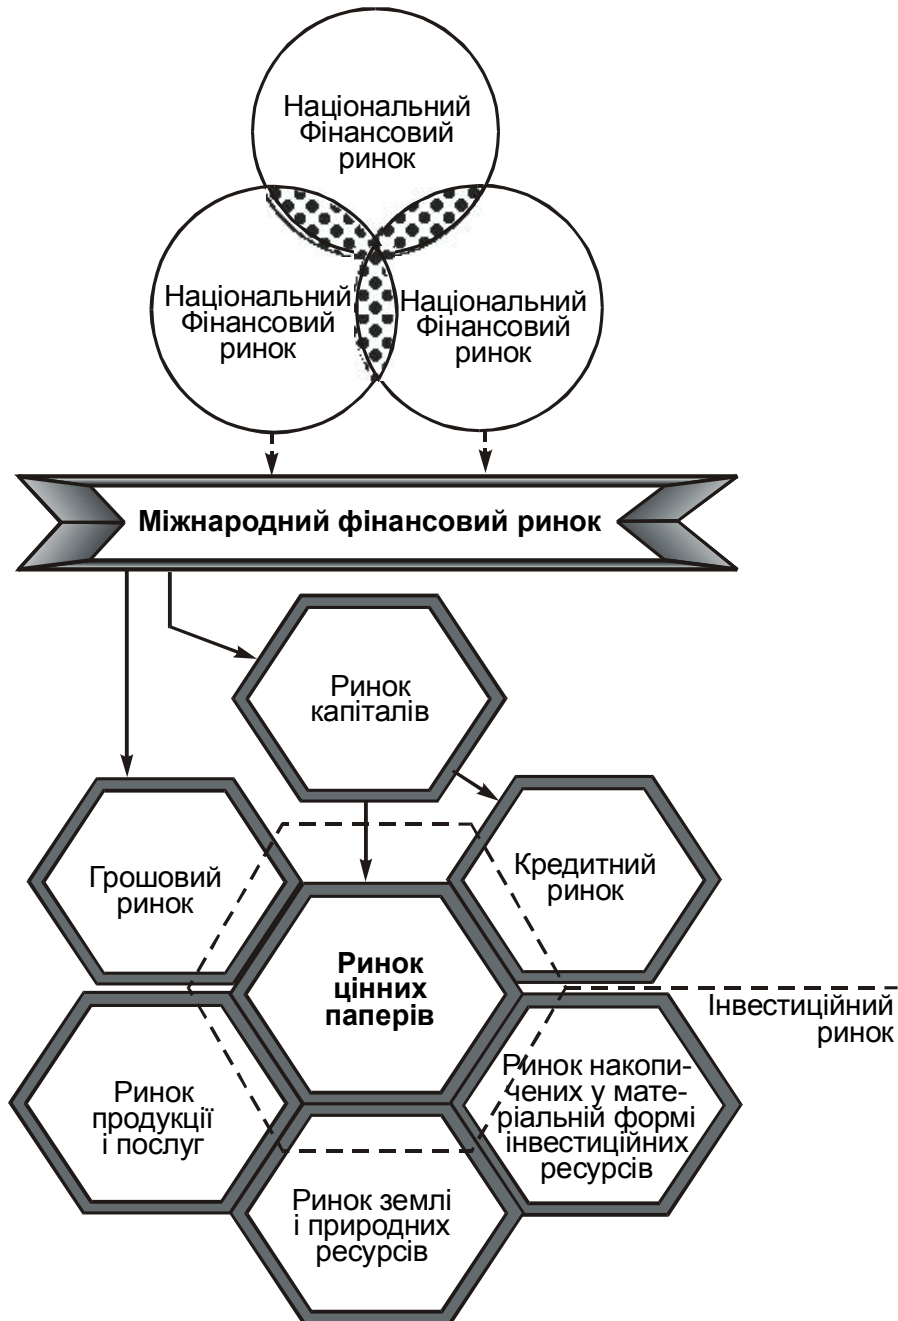 Національний
Фінансовий
ринок
Національний
Фінансовий
ринок
Національний
Фінансовий
ринок
Міжнародний фінансовий ринок
Ринок
капіталів
Грошовий
ринок
Кредитний
ринок
Ринок
цінних
паперів
Інвестиційний
ринок
Ринок
продукції
і послуг
Ринок накопи-
чених у мате-
ріальній формі
інвестиційних
ресурсів
Ринок землі
і природних
ресурсів